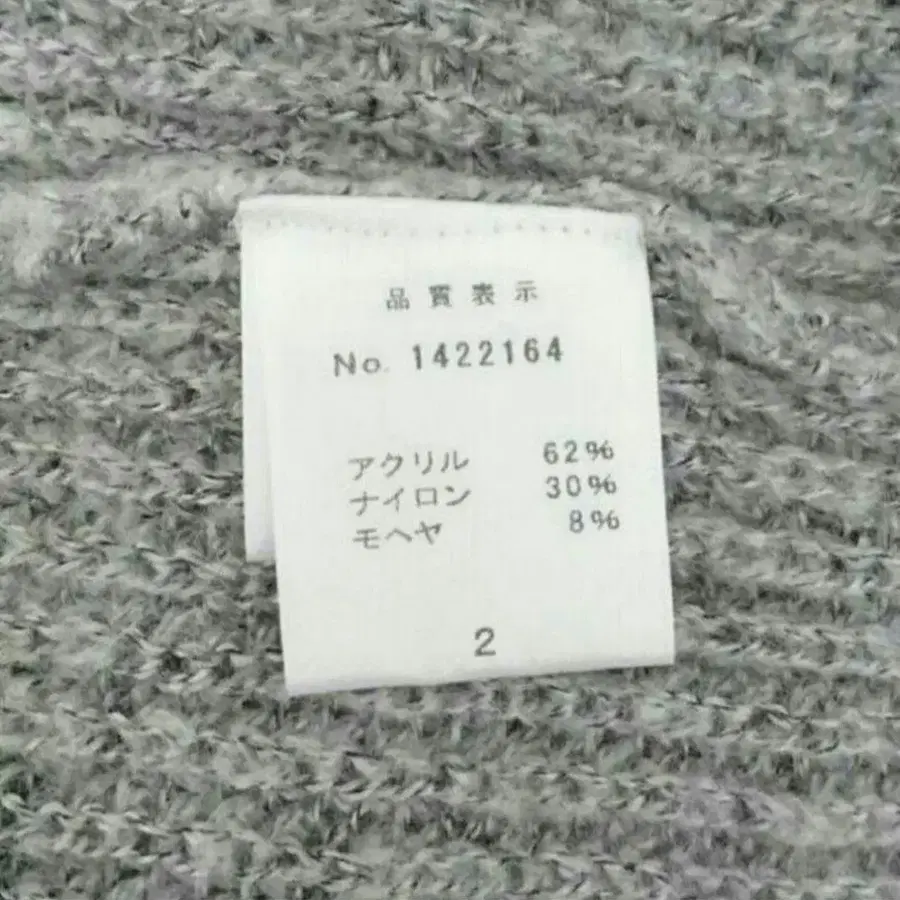 品質表示
No. 1422164
アクリル 62%
ナイロン 30%
モヘヤ 8%
2